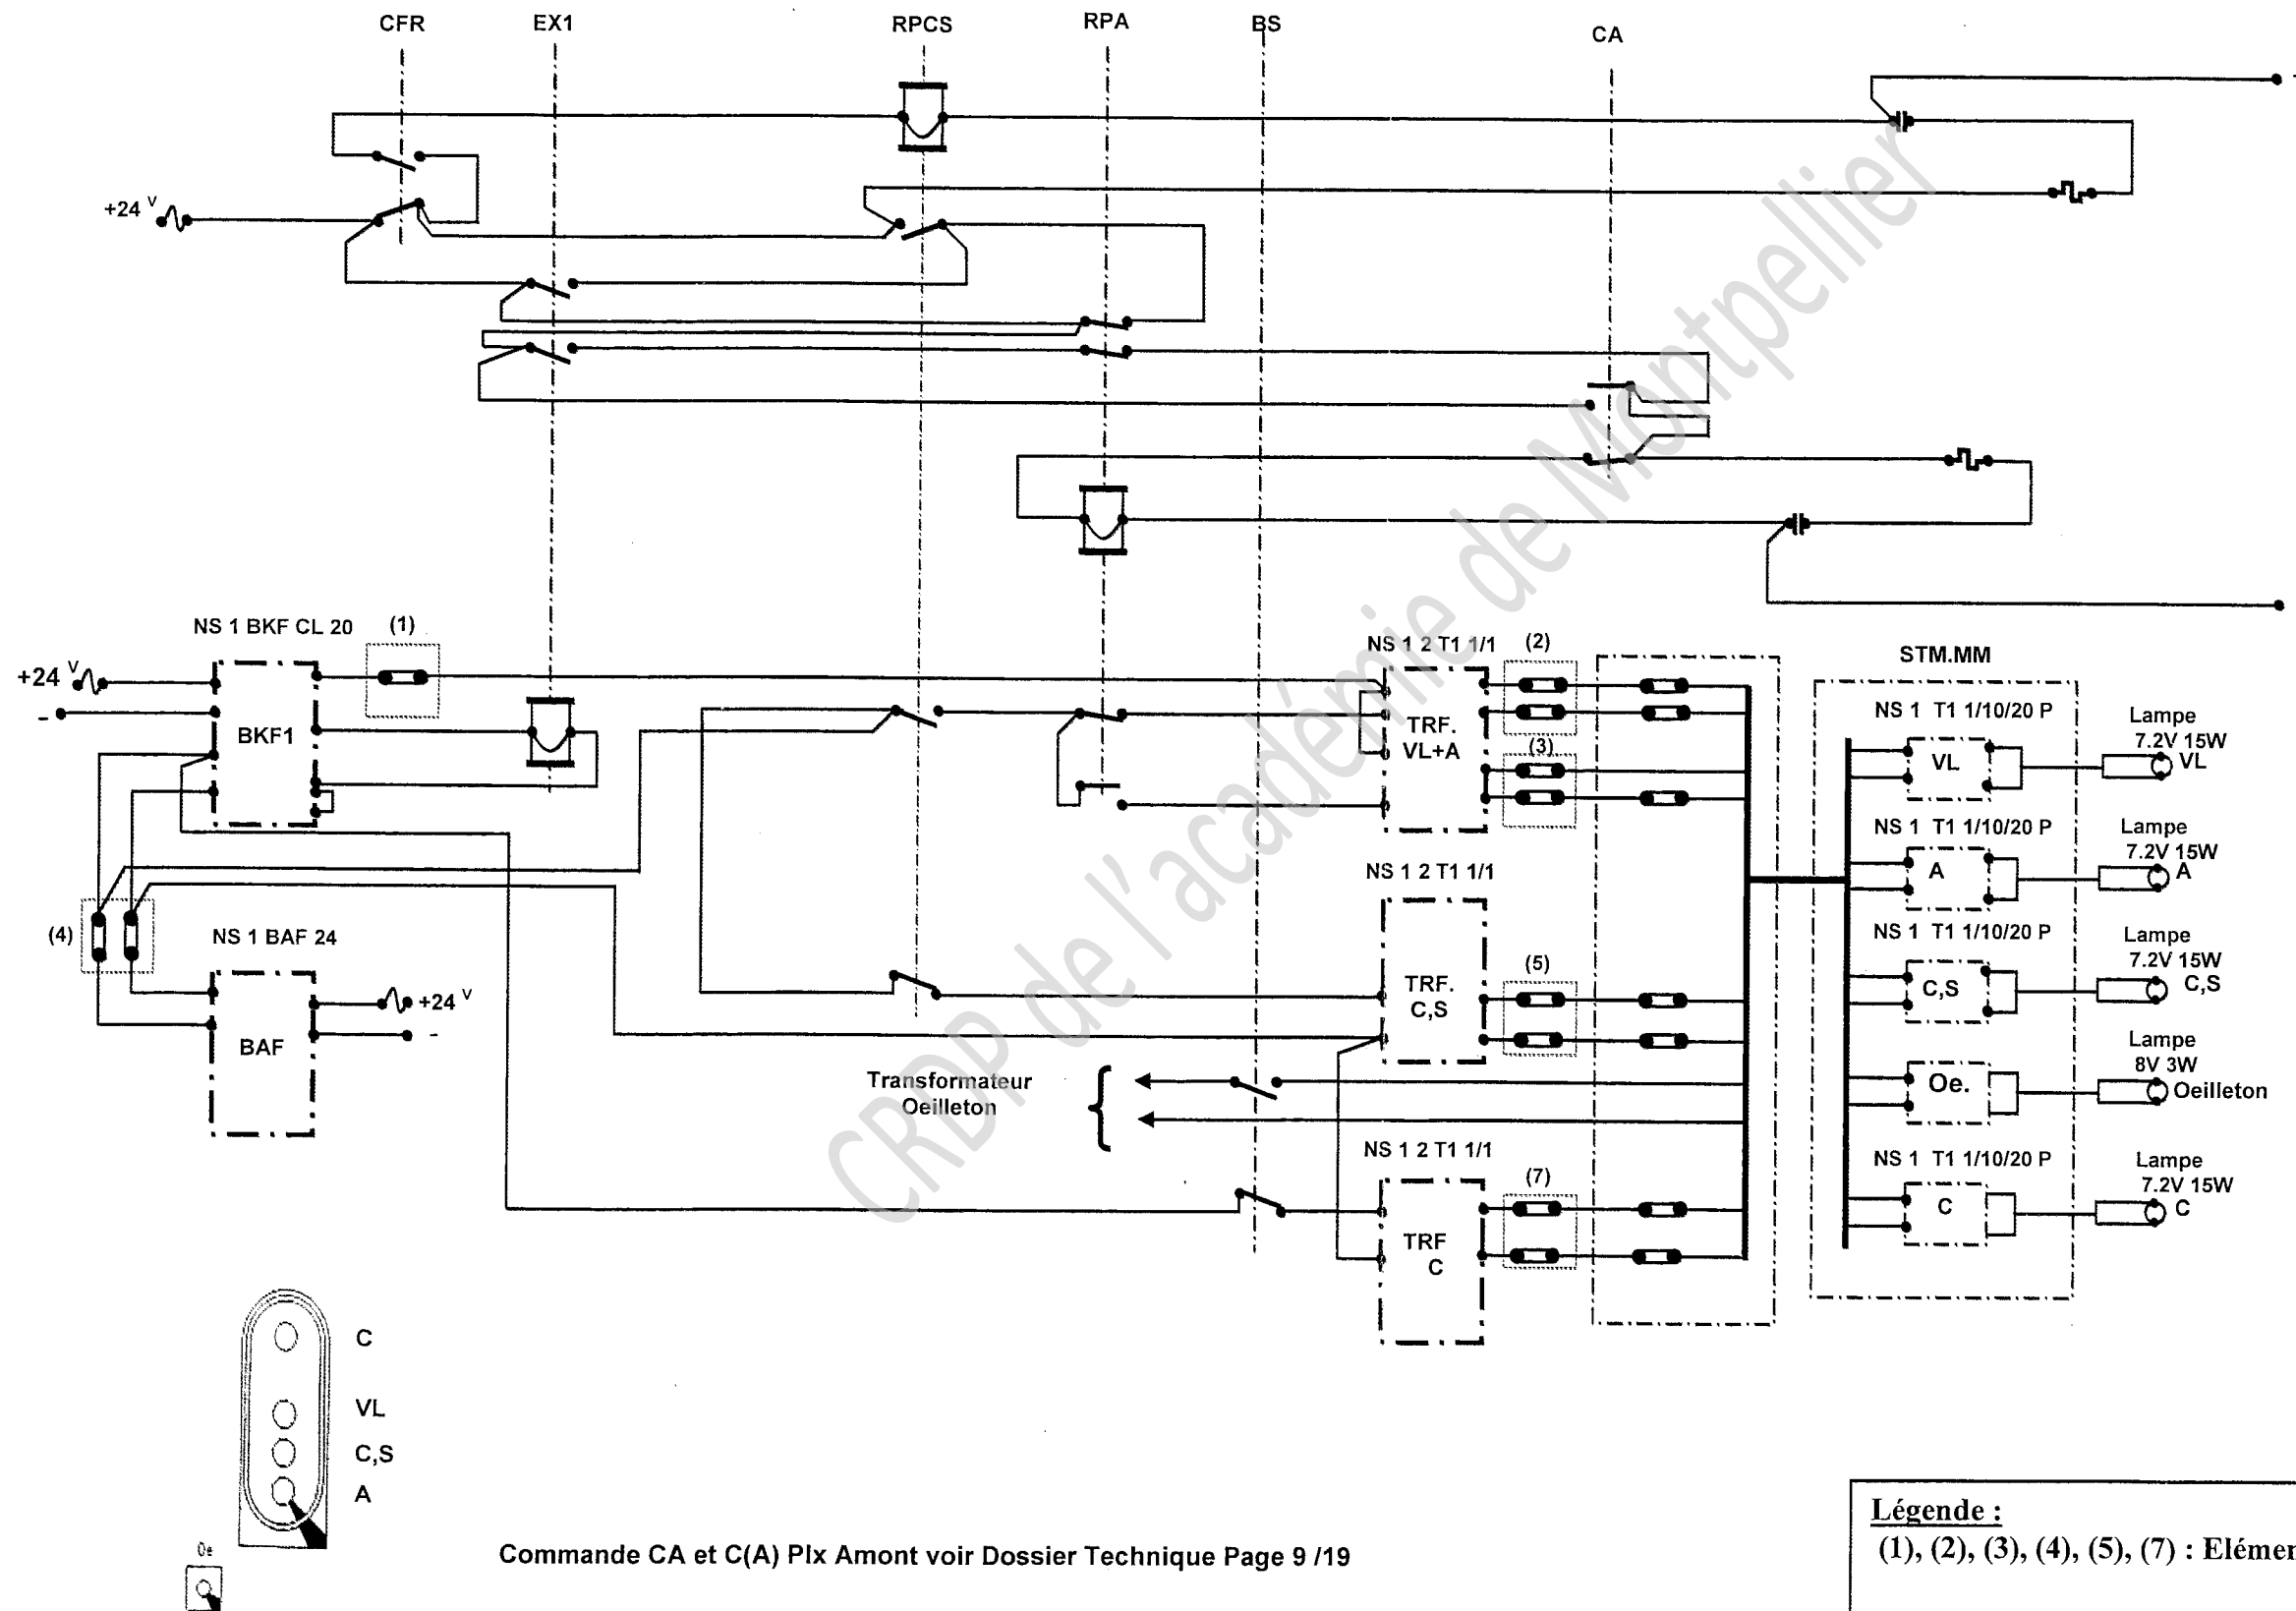 CFR EX1 RPCS RPA BS CA
+24 V
NS 1 BKF CL 20
(1)
NS 1 2 T1 1/1
(2)
STM.MM
+24 V
-
BKF1
TRF.
VL+A
(3)
NS 1 T1 1/10/20 P
VL
Lampe
7.2V 15W
VL
NS 1 T1 1/10/20 P
A
Lampe
7.2V 15W
A
(4)
NS 1 BAF 24
BAF
+24 V
-
NS 1 2 T1 1/1
TRF.
C,S
(5)
NS 1 T1 1/10/20 P
C,S
Lampe
7.2V 15W
C,S
Transformateur
Oeilleton
Oe.
Lampe
8V 3W
Oeilleton
NS 1 2 T1 1/1
TRF
C
(7)
NS 1 T1 1/10/20 P
C
Lampe
7.2V 15W
C
C
VL
C,S
A
Oe
Commande CA et C(A) Plx Amont voir Dossier Technique Page 9 /19
Légende :
(1), (2), (3), (4), (5), (7) : Elémen
CRDP de l'académie de Montpellier